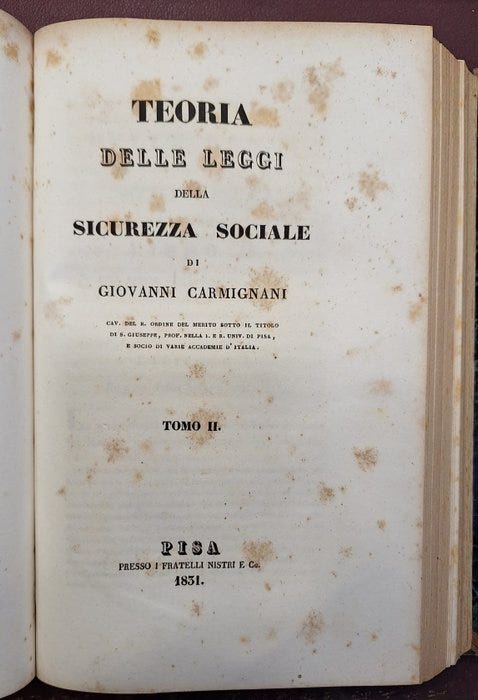 TEORIA
DELLE LEGGI
DELLA
SICUREZZA SOCIALE
DI
GIOVANNI CARMIGNANI
CAV. DEL R. ORDINE DEL MERITO SOTTO IL TITOLO
DI S. GIUSEPPE, PROF. NELLA I. E R. UNIV. DI PISA,
E SOCIO DI VARIE ACCADEMIE D'ITALIA.
TOMO II.
PISA
PRESSO I FRATELLI NISTRI E Co.
1831.